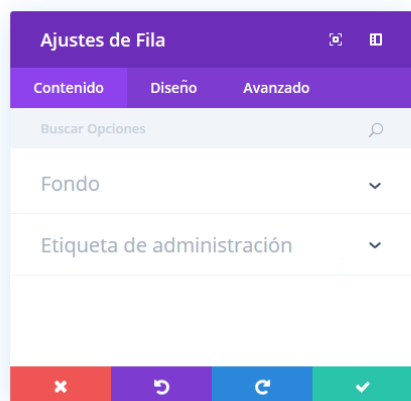 Ajustes de Fila
Contenido Diseño Avanzado
Buscar Opciones
Fondo
Etiqueta de administración